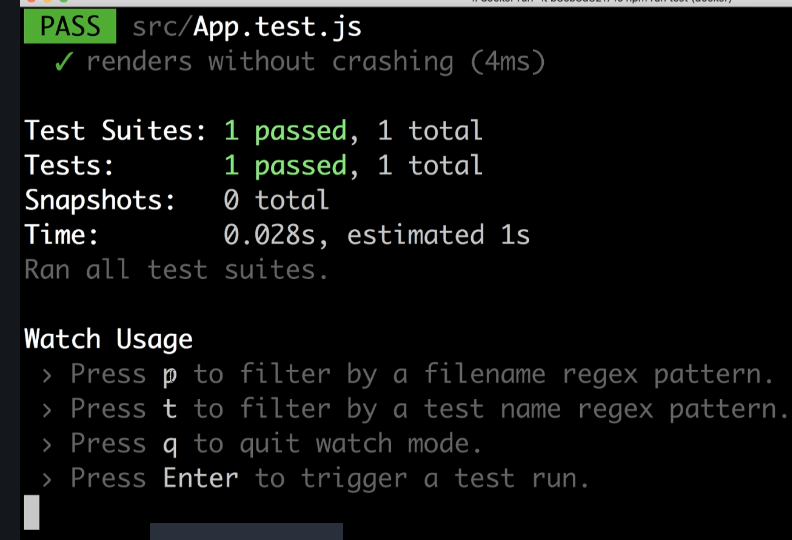 PASS src/App.test.js
✓ renders without crashing (4ms)
Test Suites: 1 passed, 1 total
Tests: 1 passed, 1 total
Snapshots: 0 total
Time: 0.028s, estimated 1s
Ran all test suites.
Watch Usage
› Press p to filter by a filename regex pattern.
› Press t to filter by a test name regex pattern.
› Press q to quit watch mode.
› Press Enter to trigger a test run.